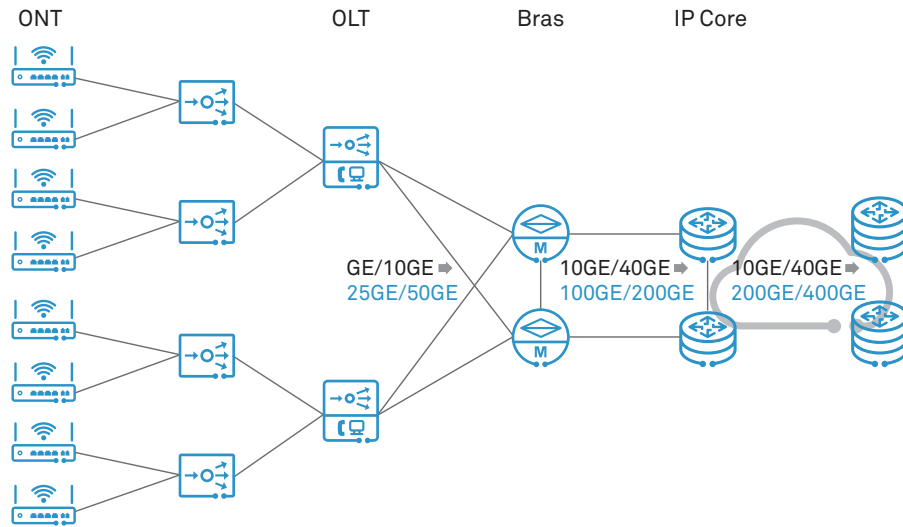 ONT
OLT
Bras
IP Core
GE/10GE
25GE/50GE
10GE/40GE
100GE/200GE
10GE/40GE
200GE/400GE
M
M